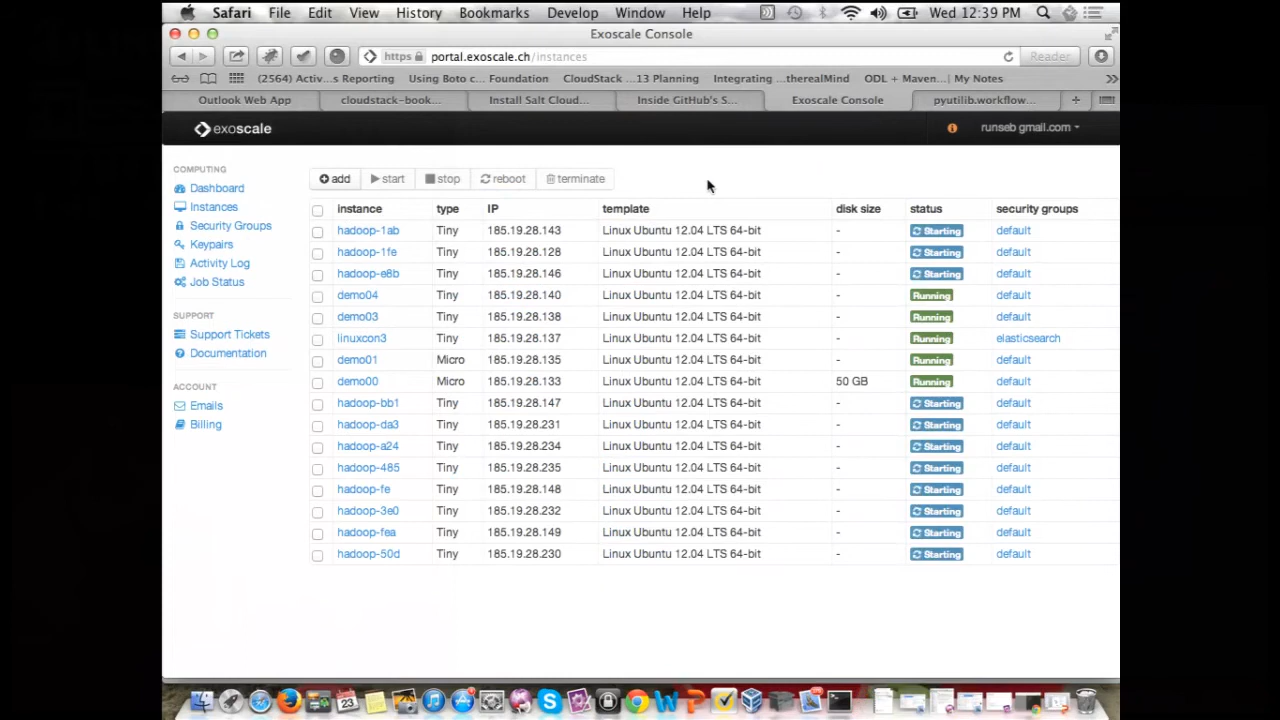 Safari File Edit View History Bookmarks Develop Window Help Wed 12:39 PM
Exoscale Console
https portal.exoscale.ch/instances Reader
(2564) Activ...s Reporting Using Boto c... Foundation CloudStack ...13 Planning Integrating ...therealMind ODL + Maven...| My Notes
Outlook Web App cloudstack-book... Install Salt Cloud... Inside GitHub's S... Exoscale Console pyutilib.workflow...
exoscale runseb gmail.com
COMPUTING
Dashboard
Instances
Security Groups
Keypairs
Activity Log
Job Status
SUPPORT
Support Tickets
Documentation
ACCOUNT
Emails
Billing
add start stop reboot terminate
instance type IP template disk size status security groups
hadoop-1ab Tiny 185.19.28.143 Linux Ubuntu 12.04 LTS 64-bit - Starting default
hadoop-1fe Tiny 185.19.28.128 Linux Ubuntu 12.04 LTS 64-bit - Starting default
hadoop-e8b Tiny 185.19.28.146 Linux Ubuntu 12.04 LTS 64-bit - Starting default
demo04 Tiny 185.19.28.140 Linux Ubuntu 12.04 LTS 64-bit - Running default
demo03 Tiny 185.19.28.138 Linux Ubuntu 12.04 LTS 64-bit - Running default
linuxcon3 Tiny 185.19.28.137 Linux Ubuntu 12.04 LTS 64-bit - Running elasticsearch
demo01 Micro 185.19.28.135 Linux Ubuntu 12.04 LTS 64-bit - Running default
demo00 Micro 185.19.28.133 Linux Ubuntu 12.04 LTS 64-bit 50 GB Running default
hadoop-bb1 Tiny 185.19.28.147 Linux Ubuntu 12.04 LTS 64-bit - Starting default
hadoop-da3 Tiny 185.19.28.231 Linux Ubuntu 12.04 LTS 64-bit - Starting default
hadoop-a24 Tiny 185.19.28.234 Linux Ubuntu 12.04 LTS 64-bit - Starting default
hadoop-485 Tiny 185.19.28.235 Linux Ubuntu 12.04 LTS 64-bit - Starting default
hadoop-fe Tiny 185.19.28.148 Linux Ubuntu 12.04 LTS 64-bit - Starting default
hadoop-3e0 Tiny 185.19.28.232 Linux Ubuntu 12.04 LTS 64-bit - Starting default
hadoop-fea Tiny 185.19.28.149 Linux Ubuntu 12.04 LTS 64-bit - Starting default
hadoop-50d Tiny 185.19.28.230 Linux Ubuntu 12.04 LTS 64-bit - Starting default
23